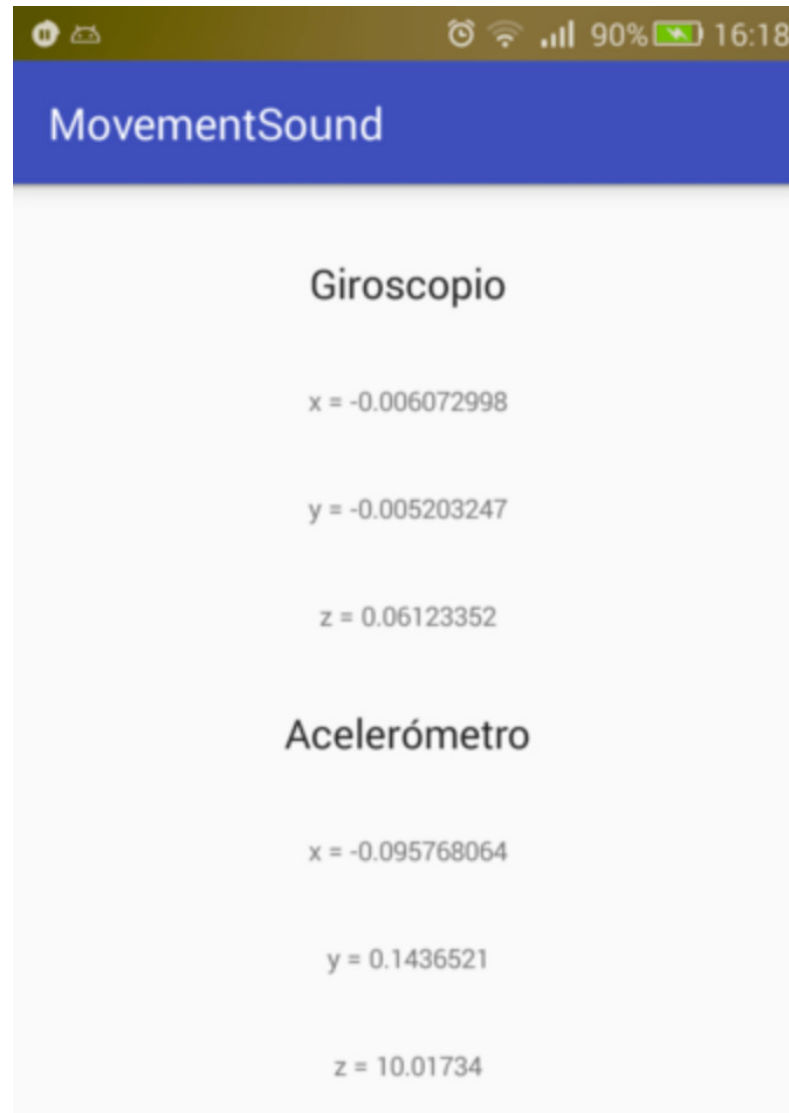 90% 16:18
MovementSound
Giroscopio
x = -0.006072998
y = -0.005203247
z = 0.06123352
Acelerómetro
x = -0.095768064
y = 0.1436521
z = 10.01734